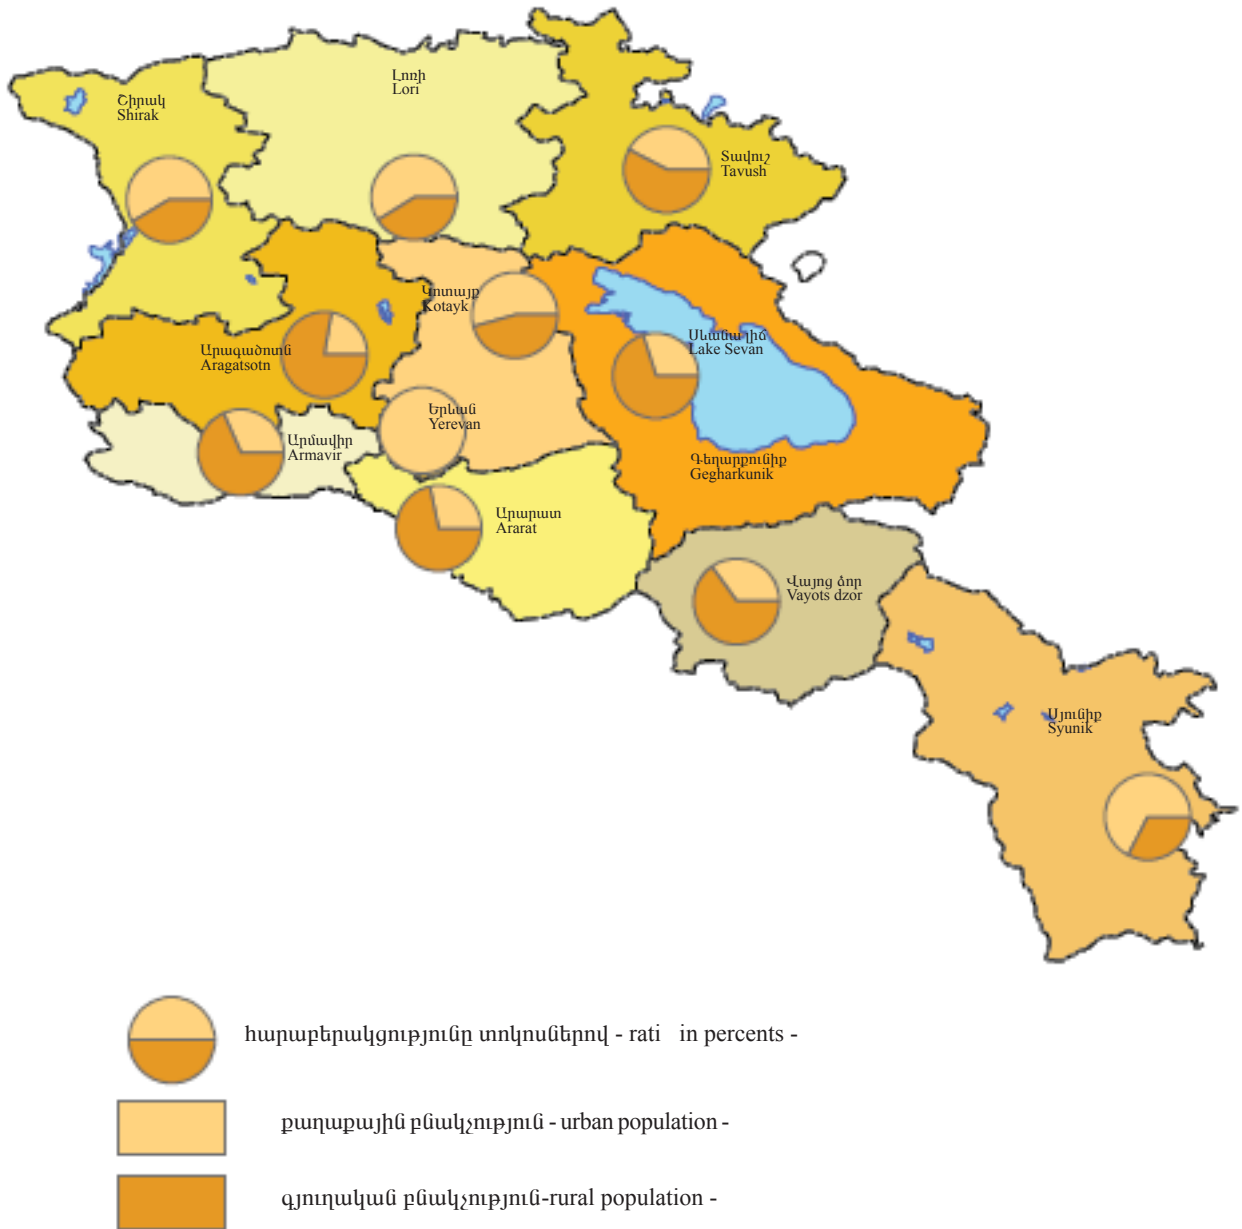 Լոռի
Lori
Շիրակ
Shirak
Տավուշ
Tavush
Կոտայք
Kotayk
Սևանա լիճ
Lake Sevan
Արագածոտն
Aragatsotn
Երևան
Yerevan
Արմավիր
Armavir
Գեղարքունիք
Gegharkunik
Արարատ
Ararat
Վայոց ձոր
Vayots dzor
Սյունիք
Syunik
հարաբերակցությունը տոկոսներով - rati in percents -
քաղաքային բնակչություն - urban population -
գյուղական բնակչություն-rural population -